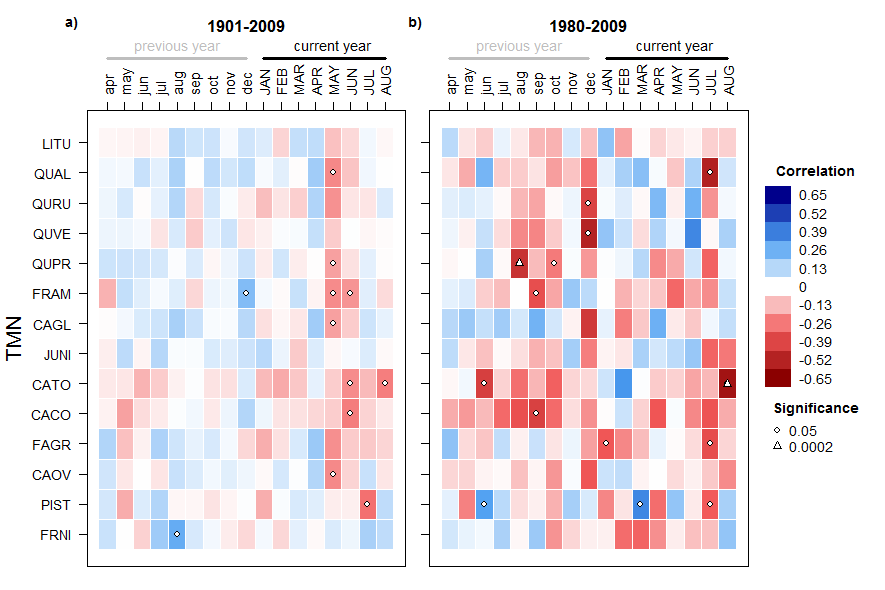 a) 1901-2009 b) 1980-2009
previous year current year previous year current year
apr may jun jul aug sep oct nov dec JAN FEB MAR APR MAY JUN JUL AUG apr may jun jul aug sep oct nov dec JAN FEB MAR APR MAY JUN JUL AUG
TMN
LITU
QUAL
QURU
QUVE
QUPR
FRAM
CAGL
JUNI
CATO
CACO
FAGR
CAOV
PIST
FRNI
Correlation
0.65
0.52
0.39
0.26
0.13
0
-0.13
-0.26
-0.39
-0.52
-0.65
Significance
0.05
0.0002